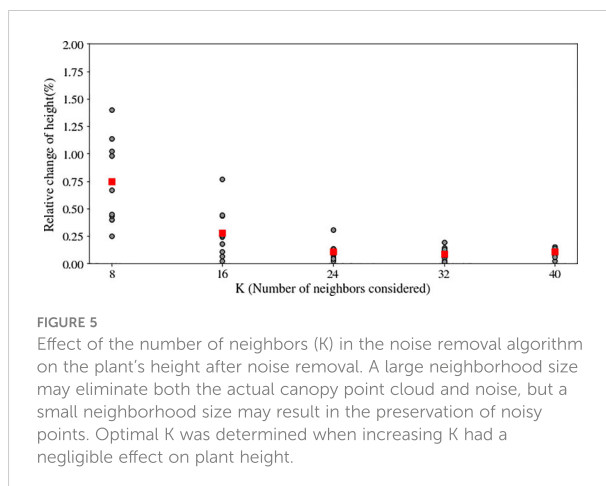 2.00
1.75
1.50
1.25
1.00
0.75
0.50
0.25
0.00
Relative change of height(%)
8 16 24 32 40
K (Number of neighbors considered)
FIGURE 5
Effect of the number of neighbors (K) in the noise removal algorithm
on the plant's height after noise removal. A large neighborhood size
may eliminate both the actual canopy point cloud and noise, but a
small neighborhood size may result in the preservation of noisy
points. Optimal K was determined when increasing K had a
negligible effect on plant height.